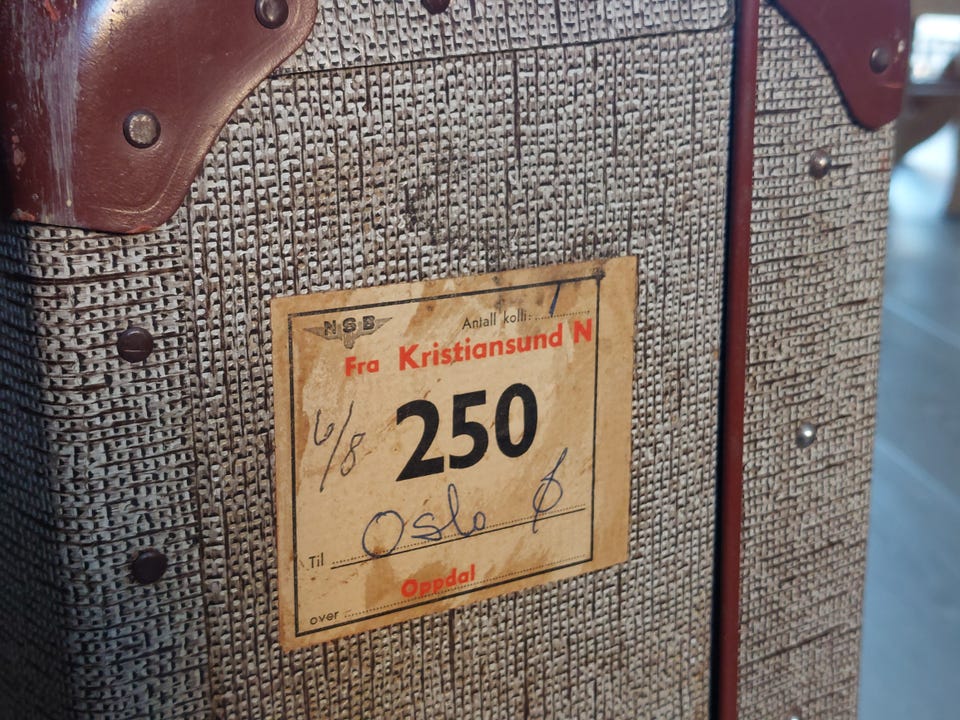 NSB
Antall kolli: 1
Fra Kristiansund N
6/8
250
Til Oslo Ø
over Oppdal